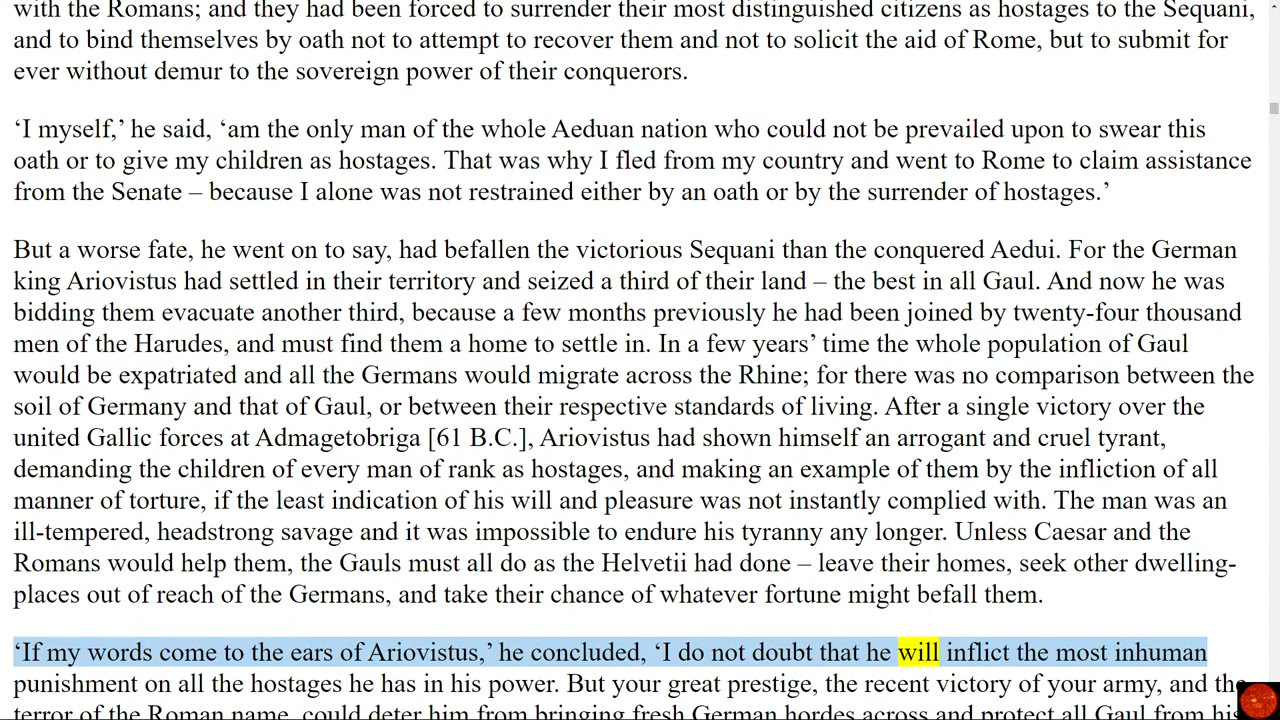 with the Romans; and they had been forced to surrender their most distinguished citizens as hostages to the Sequani,
and to bind themselves by oath not to attempt to recover them and not to solicit the aid of Rome, but to submit for
ever without demur to the sovereign power of their conquerors.
‘I myself,’ he said, ‘am the only man of the whole Aeduan nation who could not be prevailed upon to swear this
oath or to give my children as hostages. That was why I fled from my country and went to Rome to claim assistance
from the Senate – because I alone was not restrained either by an oath or by the surrender of hostages.’
But a worse fate, he went on to say, had befallen the victorious Sequani than the conquered Aedui. For the German
king Ariovistus had settled in their territory and seized a third of their land – the best in all Gaul. And now he was
bidding them evacuate another third, because a few months previously he had been joined by twenty-four thousand
men of the Harudes, and must find them a home to settle in. In a few years’ time the whole population of Gaul
would be expatriated and all the Germans would migrate across the Rhine; for there was no comparison between the
soil of Germany and that of Gaul, or between their respective standards of living. After a single victory over the
united Gallic forces at Admagetobriga [61 B.C.], Ariovistus had shown himself an arrogant and cruel tyrant,
demanding the children of every man of rank as hostages, and making an example of them by the infliction of all
manner of torture, if the least indication of his will and pleasure was not instantly complied with. The man was an
ill-tempered, headstrong savage and it was impossible to endure his tyranny any longer. Unless Caesar and the
Romans would help them, the Gauls must all do as the Helvetii had done – leave their homes, seek other dwelling-
places out of reach of the Germans, and take their chance of whatever fortune might befall them.
‘If my words come to the ears of Ariovistus,’ he concluded, ‘I do not doubt that he will inflict the most inhuman
punishment on all the hostages he has in his power. But your great prestige, the recent victory of your army, and the
terror of the Roman name, could deter him from bringing fresh German hordes across and protect all Gaul from his